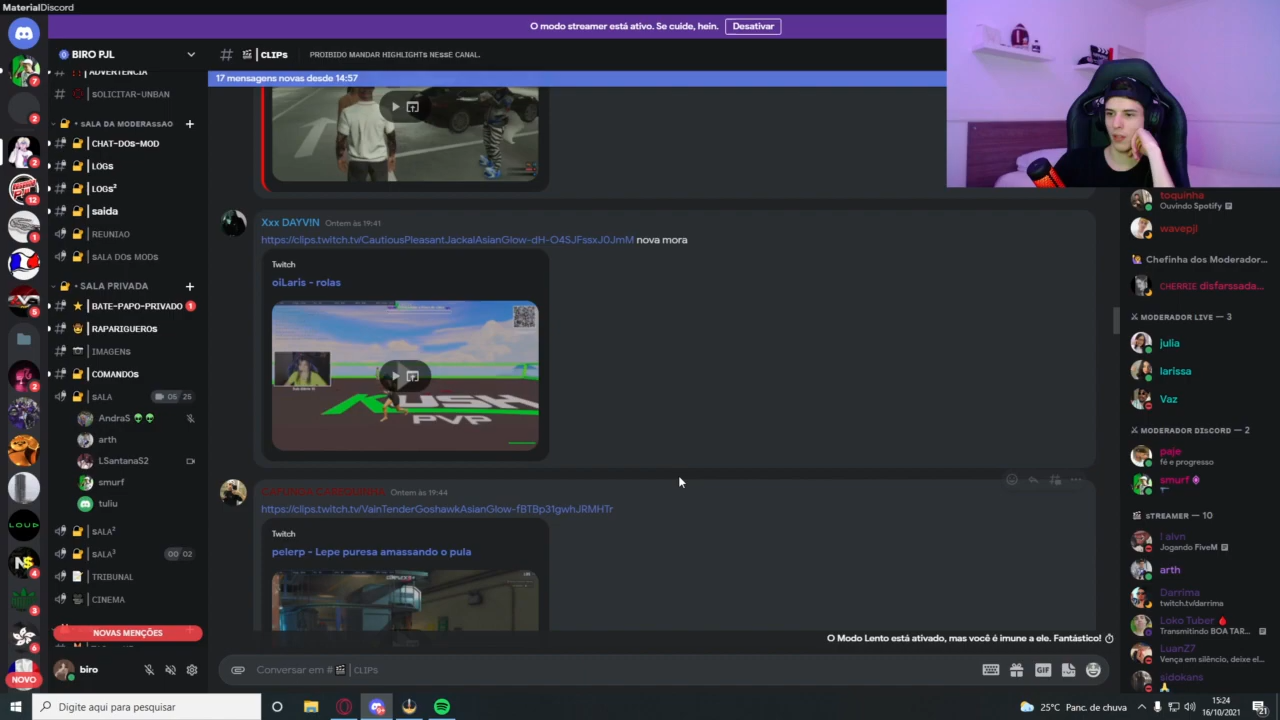 MaterialDiscord
O modo streamer está ativo. Se cuide, hein. Desativar
BIRO PJL
CLIPS PROIBIDO MANDAR HIGHLIGHTS NESSE CANAL.
17 mensagens novas desde 14:57
ADVERTÊNCIA
SOLICITAR-UNBAN
SALA DA MODERASSAO
CHAT-DOS-MOD
LOGS
LOGS²
saida
REUNIAO
SALA DOS MODS
SALA PRIVADA
BATE-PAPO-PRIVADO 1
RAPARIGUEROs
IMAGENs
COMANDOS
SALA 05 25
AndraS
arth
LSantanaS2
smurf
tuliu
SALA²
SALA³ 00 02
TRIBUNAL
CINEMA
NOVAS MENÇÕES
biro
NOVO
LOUD
Xxx DAYV!N Ontem às 19:41
https://clips.twitch.tv/CautiousPleasantJackalAsianGlow-dH-O4SJFssxJ0JmM nova mora
Twitch
oiLaris - rolas
KUSH
PVP
Ontem às 19:44
https://clips.twitch.tv/VainTenderGoshawkAsianGlow-fBTBp31gwhJRMHTr
Twitch
pelerp - Lepe puresa amassando o pula
O Modo Lento está ativado, mas você é imune a ele. Fantástico!
Conversar em # | CLIPs
GIF
toquinha
Ouvindo Spotify
wavepjl
Chefinha dos Moderador...
CHERRIE disfarssada...
MODERADOR LIVE — 3
julia
larissa
Vaz
MODERADOR DISCORD — 2
paje
fé e progresso
smurf
STREAMER — 10
l alvn
Jogando FiveM
arth
Darrima
twitch.tv/darrima
Loko Tuber
Transmitindo BOA TAR...
LuanZ7
Vença em silêncio, deixe el...
sidokans
Digite aqui para pesquisar
25°C Panc. de chuva
15:24
16/10/2021
21